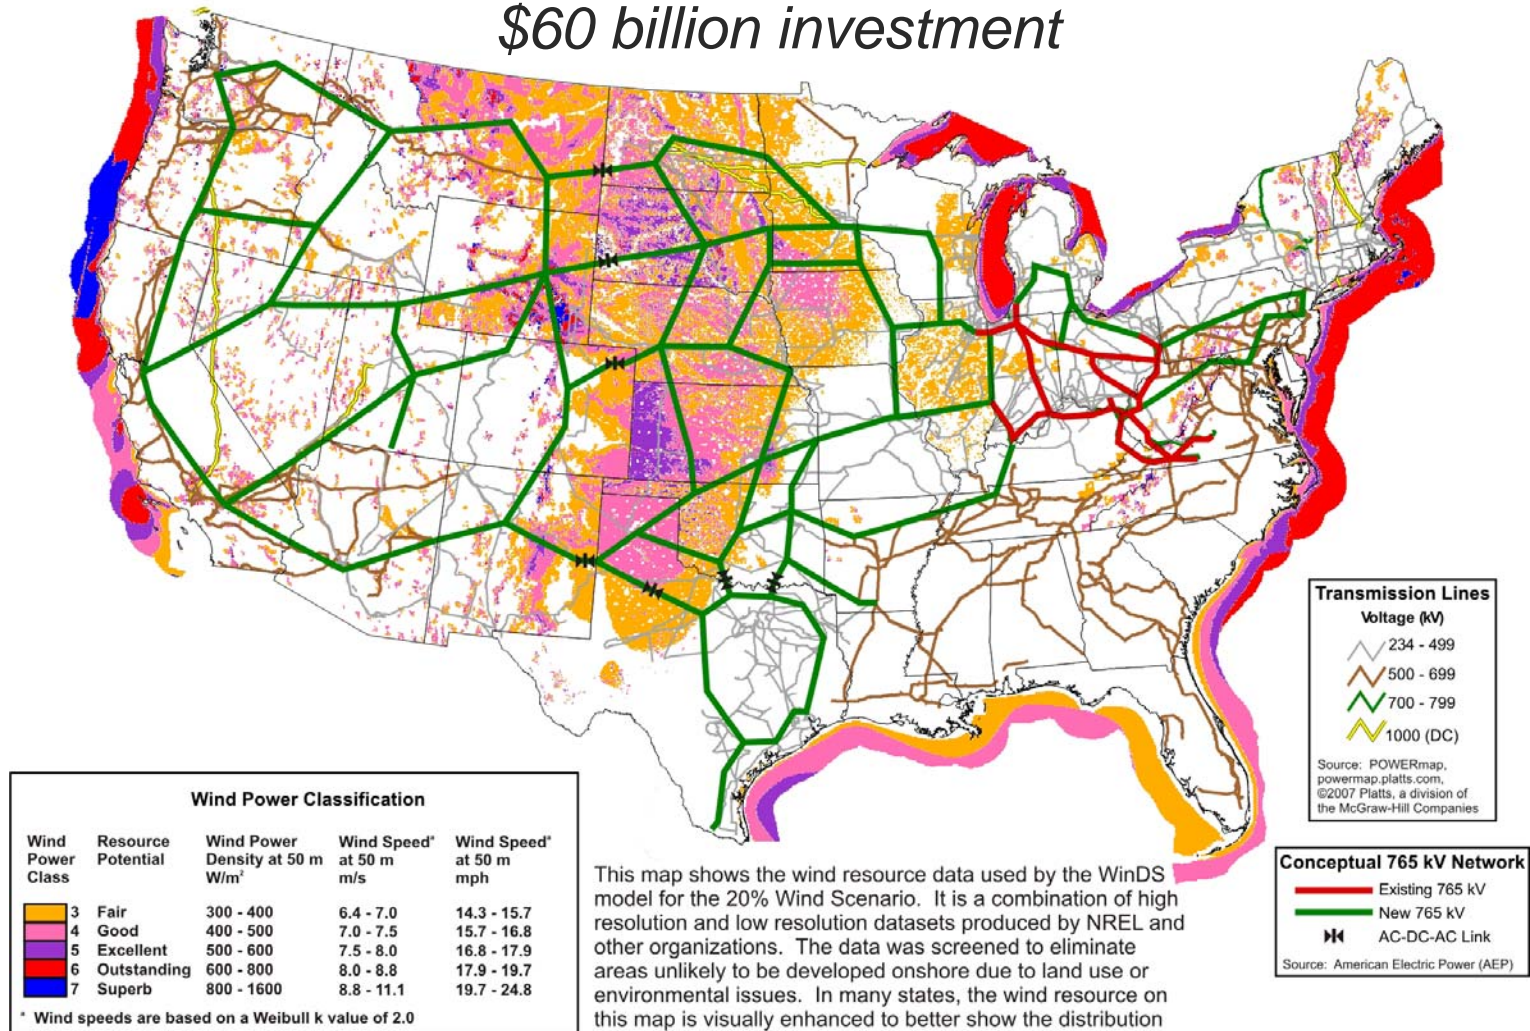 $60 billion investment
Transmission Lines
Voltage (kV)
234 - 499
500 - 699
700 - 799
1000 (DC)
Source: POWERmap,
powermap.platts.com,
©2007 Platts, a division of
the McGraw-Hill Companies
Wind Power Classification
Wind Power Class Resource Potential Wind Power Density at 50 m W/m² Wind Speedª at 50 m m/s Wind Speedª at 50 m mph
3 Fair 300 - 400 6.4 - 7.0 14.3 - 15.7
4 Good 400 - 500 7.0 - 7.5 15.7 - 16.8
5 Excellent 500 - 600 7.5 - 8.0 16.8 - 17.9
6 Outstanding 600 - 800 8.0 - 8.8 17.9 - 19.7
7 Superb 800 - 1600 8.8 - 11.1 19.7 - 24.8
ª Wind speeds are based on a Weibull k value of 2.0
This map shows the wind resource data used by the WinDS
model for the 20% Wind Scenario. It is a combination of high
resolution and low resolution datasets produced by NREL and
other organizations. The data was screened to eliminate
areas unlikely to be developed onshore due to land use or
environmental issues. In many states, the wind resource on
this map is visually enhanced to better show the distribution
Conceptual 765 kV Network
Existing 765 kV
New 765 kV
AC-DC-AC Link
Source: American Electric Power (AEP)